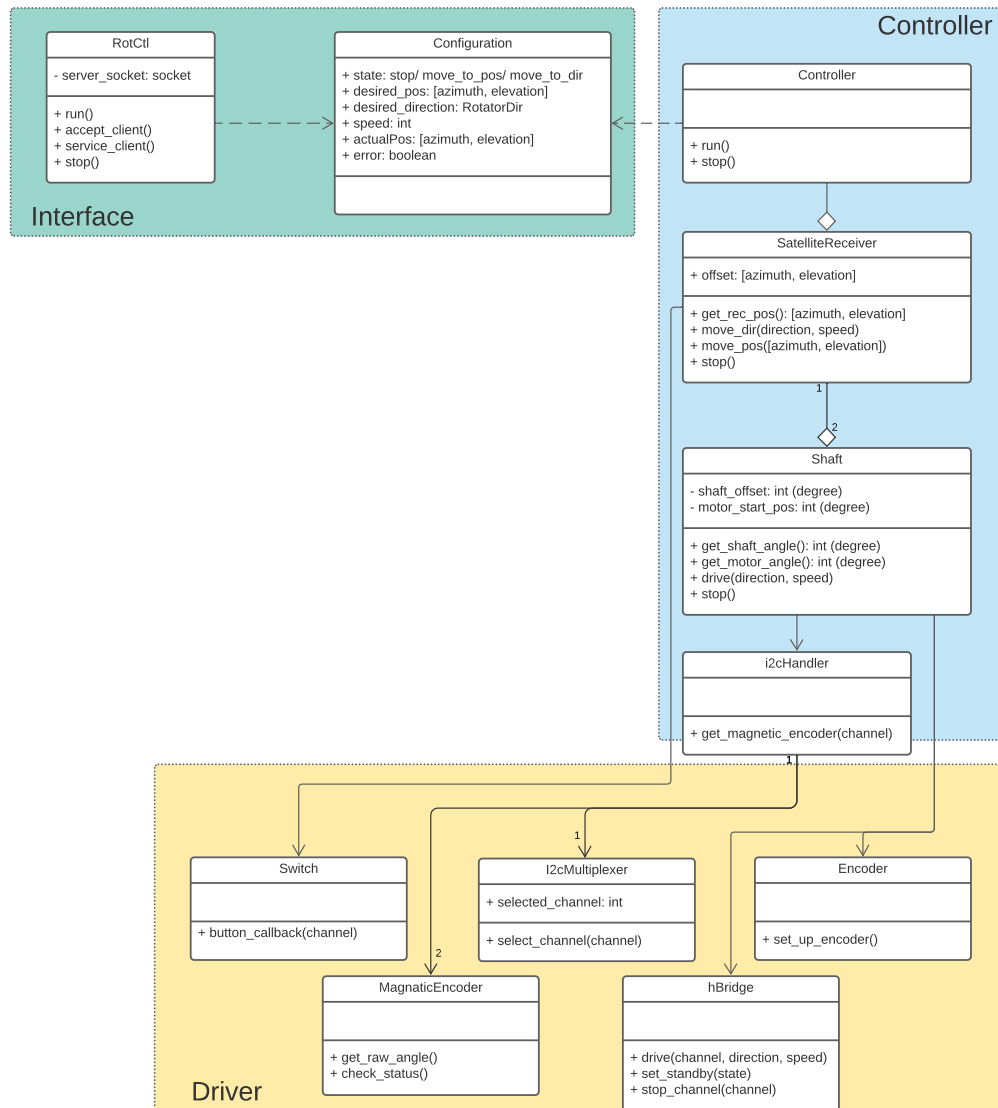 Controller
RotCtl
- server_socket: socket
+ run()
+ accept_client()
+ service_client()
+ stop()
Configuration
+ state: stop/ move_to_pos/ move_to_dir
+ desired_pos: [azimuth, elevation]
+ desired_direction: RotatorDir
+ speed: int
+ actualPos: [azimuth, elevation]
+ error: boolean
Interface
Controller
+ run()
+ stop()
SatelliteReceiver
+ offset: [azimuth, elevation]
+ get_rec_pos(): [azimuth, elevation]
+ move_dir(direction, speed)
+ move_pos([azimuth, elevation])
+ stop()
1
2
Shaft
- shaft_offset: int (degree)
- motor_start_pos: int (degree)
+ get_shaft_angle(): int (degree)
+ get_motor_angle(): int (degree)
+ drive(direction, speed)
+ stop()
i2cHandler
+ get_magnetic_encoder(channel)
1
1
2
Switch
+ button_callback(channel)
I2cMultiplexer
+ selected_channel: int
+ select_channel(channel)
Encoder
+ set_up_encoder()
MagnaticEncoder
+ get_raw_angle()
+ check_status()
hBridge
+ drive(channel, direction, speed)
+ set_standby(state)
+ stop_channel(channel)
Driver